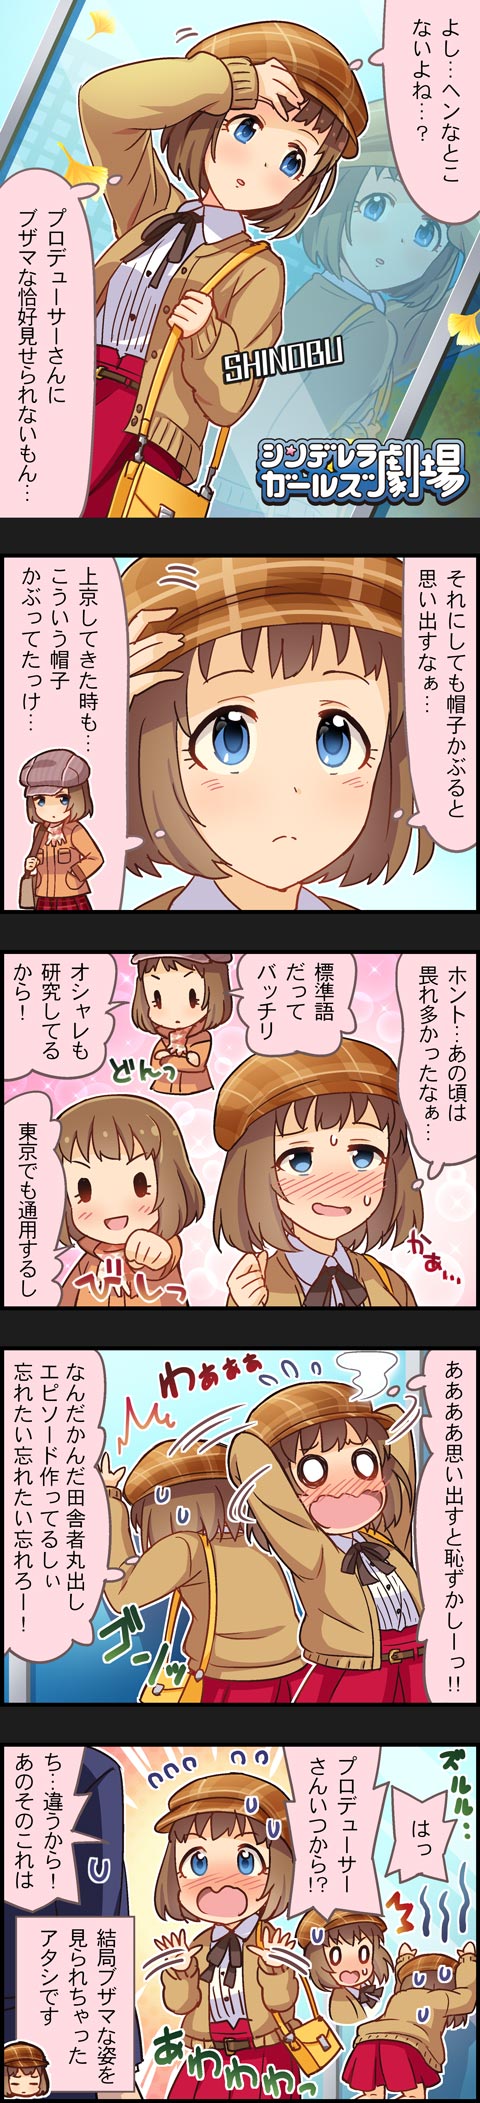 よし…ヘンなとこ
ないよね…?
プロデューサーさんに
ブザマな恰好見せられないもん…
SHINOBU
シンデレラ
ガールズ劇場
それにしても帽子かぶると
思い出すなぁ…
上京してきた時も…
こういう帽子
かぶってたっけ…
ホント…あの頃は
畏れ多かったなぁ…
かぁ…
標準語
だって
バッチリ
オシャレも
研究してる
から!
どんっ
東京でも通用するし
びしっ
ああああ思い出すと恥ずかしーっ!!
わぁぁぁ
なんだかんだ田舎者丸出し
エピソード作ってるしぃ
忘れたい忘れたい忘れろー!
ゴンッ
ズルル…
はっ
プロデューサー
さんいつから!?
ち…違うから!
あのそのこれは
あわわわ
結局ブザマな姿を
見られちゃった
アタシです